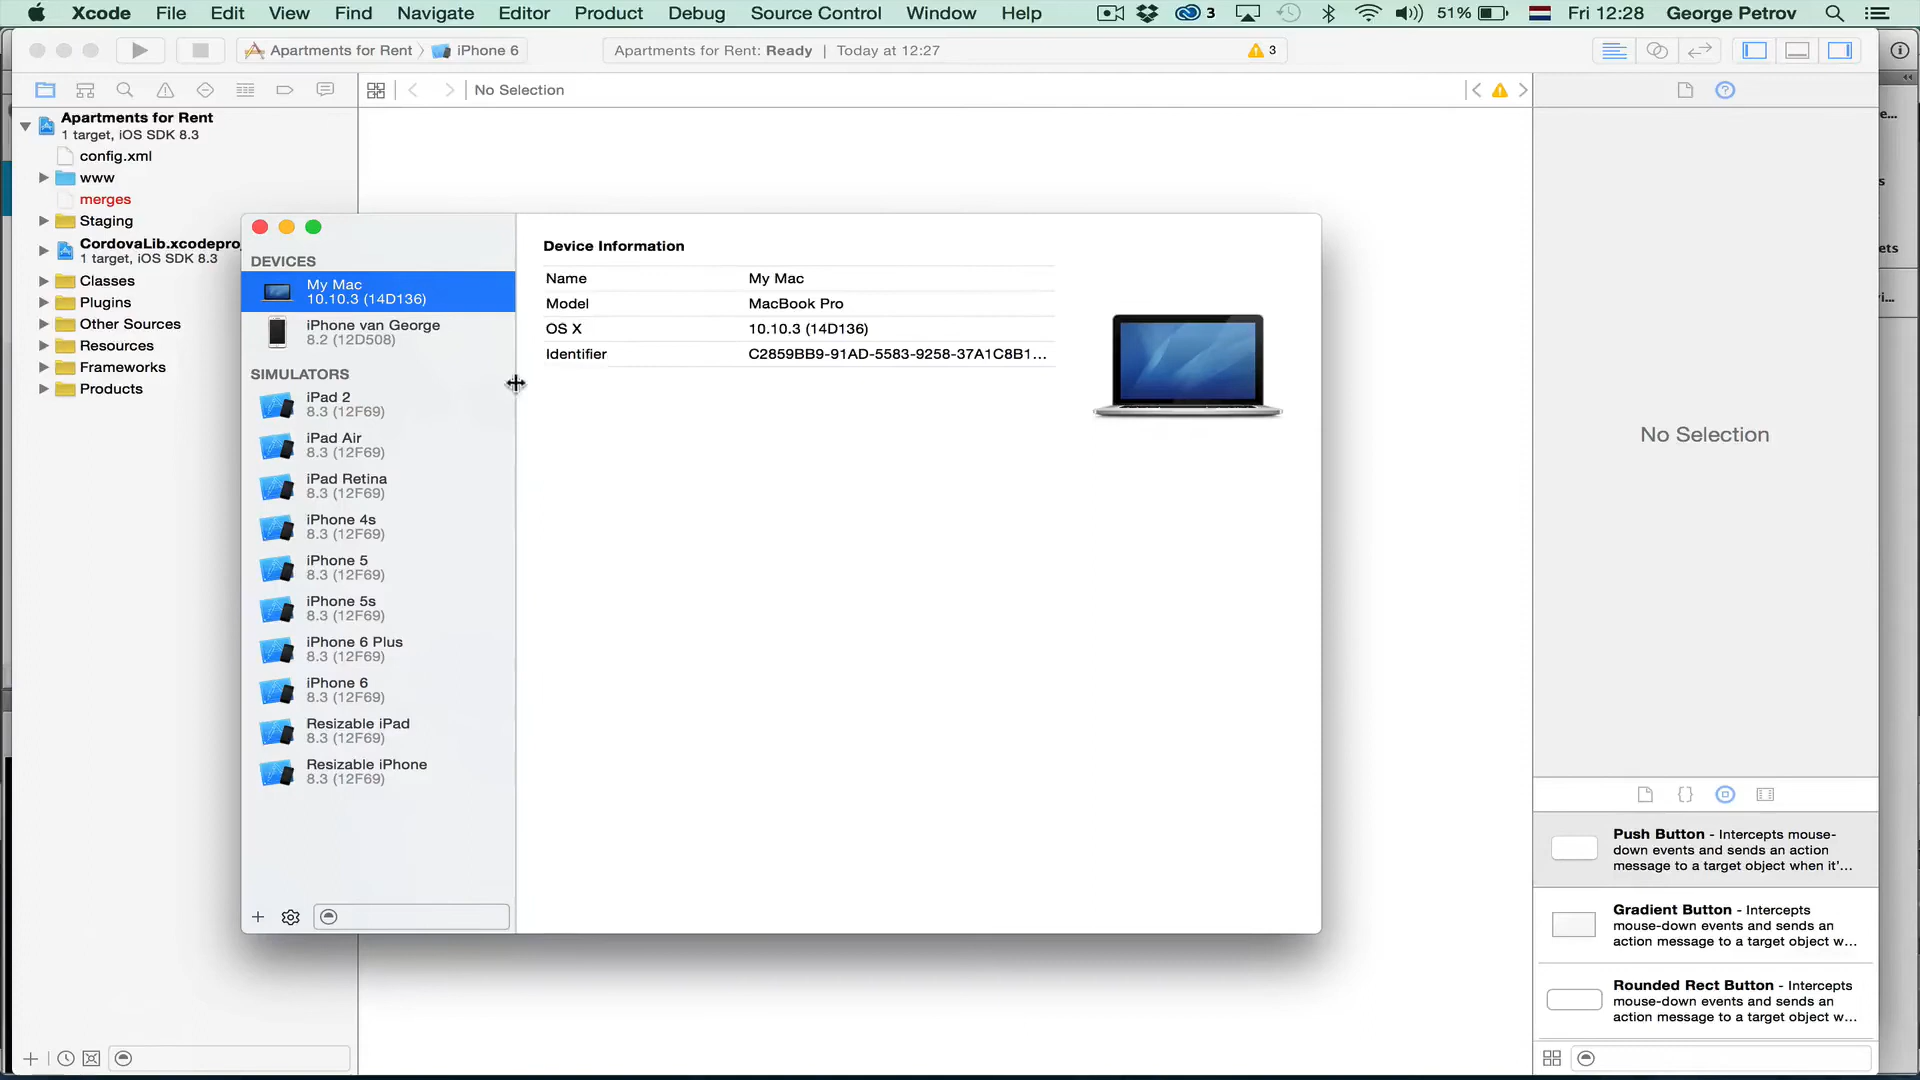 Xcode File Edit View Find Navigate Editor Product Debug Source Control Window Help 3 51% Fri 12:28 George Petrov
Apartments for Rent iPhone 6
Apartments for Rent: Ready | Today at 12:27
3
No Selection
Apartments for Rent
1 target, iOS SDK 8.3
config.xml
www
merges
Staging
CordovaLib.xcodeproj
1 target, iOS SDK 8.3
Classes
Plugins
Other Sources
Resources
Frameworks
Products
DEVICES
My Mac
10.10.3 (14D136)
iPhone van George
8.2 (12D508)
SIMULATORS
iPad 2
8.3 (12F69)
iPad Air
8.3 (12F69)
iPad Retina
8.3 (12F69)
iPhone 4s
8.3 (12F69)
iPhone 5
8.3 (12F69)
iPhone 5s
8.3 (12F69)
iPhone 6 Plus
8.3 (12F69)
iPhone 6
8.3 (12F69)
Resizable iPad
8.3 (12F69)
Resizable iPhone
8.3 (12F69)
Device Information
Name My Mac
Model MacBook Pro
OS X 10.10.3 (14D136)
Identifier C2859BB9-91AD-5583-9258-37A1C8B1...
No Selection
Push Button - Intercepts mouse-
down events and sends an action
message to a target object when it'...
Gradient Button - Intercepts
mouse-down events and sends an
action message to a target object w...
Rounded Rect Button - Intercepts
mouse-down events and sends an
action message to a target object w...